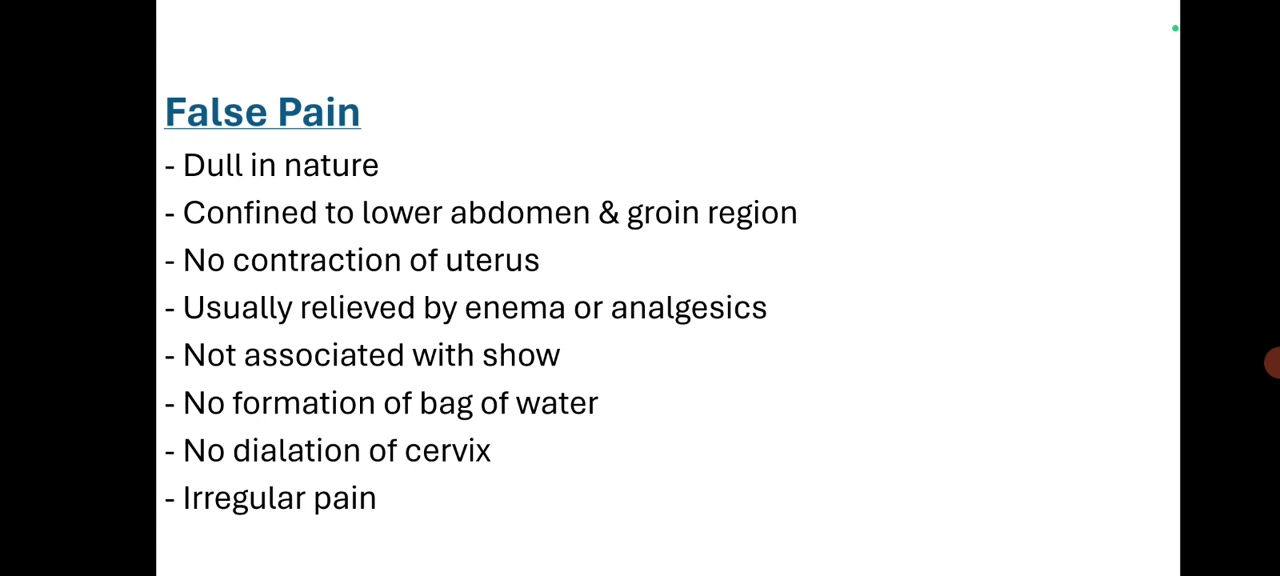 False Pain
- Dull in nature
- Confined to lower abdomen & groin region
- No contraction of uterus
- Usually relieved by enema or analgesics
- Not associated with show
- No formation of bag of water
- No dialation of cervix
- Irregular pain